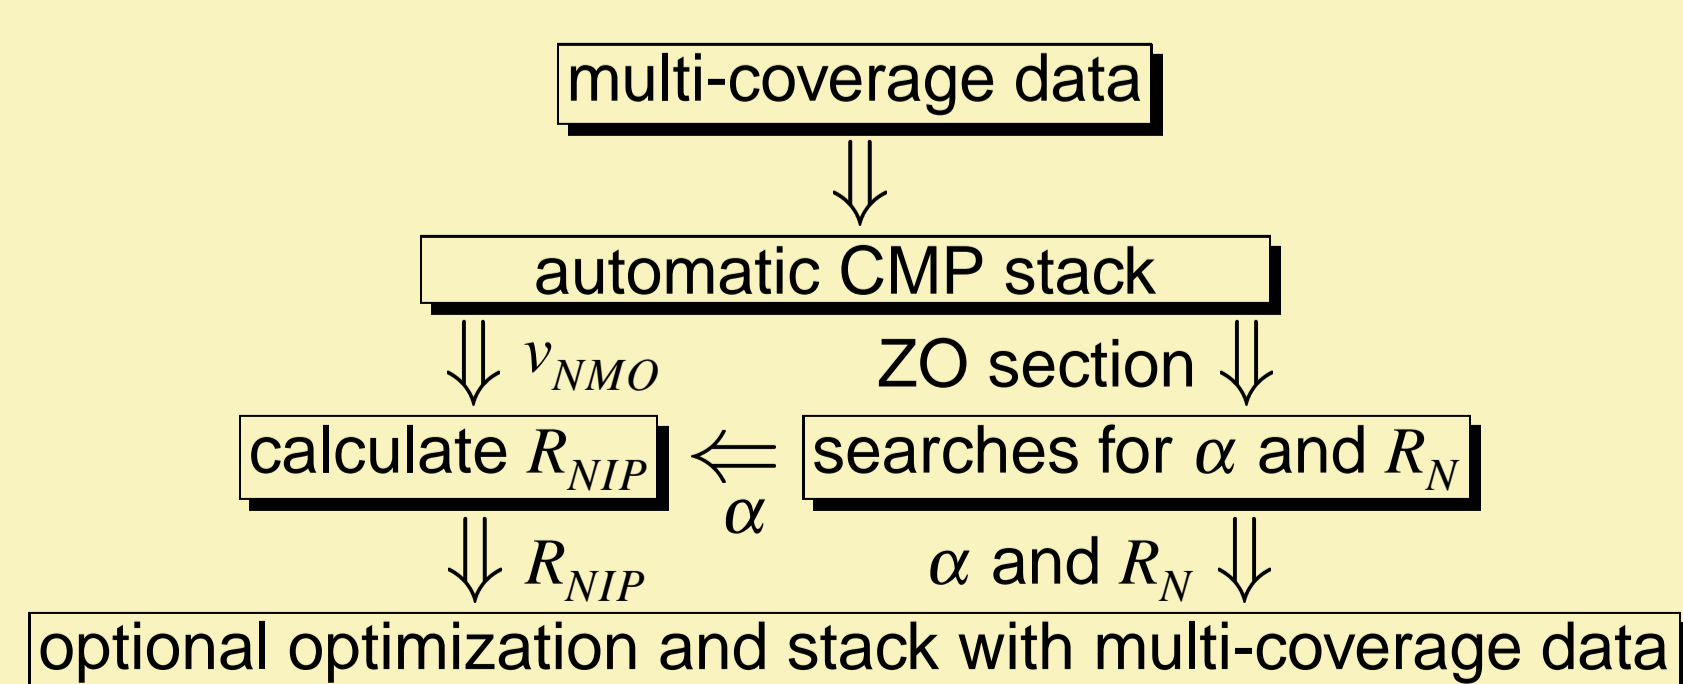 multi-coverage data
automatic CMP stack
v_NMO ZO section
calculate R_NIP searches for α and R_N
α
R_NIP α and R_N
optional optimization and stack with multi-coverage data